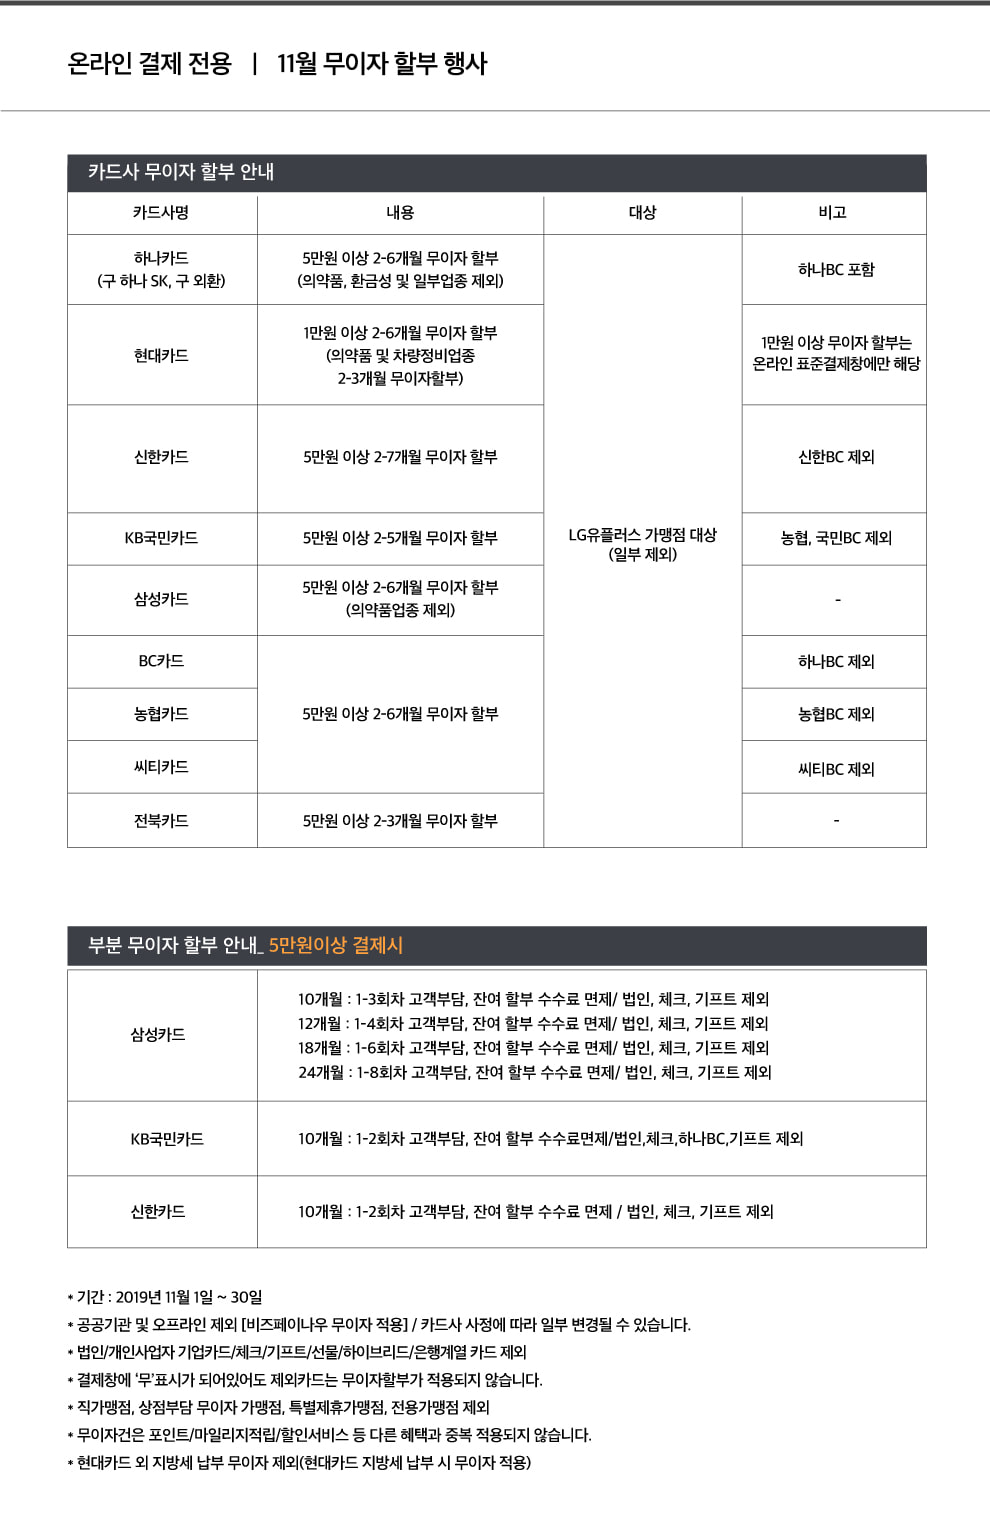 온라인 결제 전용 | 11월 무이자 할부 행사
카드사 무이자 할부 안내
카드사명 내용 대상 비고
하나카드
(구 하나 SK, 구 외환)
5만원 이상 2-6개월 무이자 할부
(의약품, 환금성 및 일부업종 제외)
하나BC 포함
현대카드
1만원 이상 2-6개월 무이자 할부
(의약품 및 차량정비업종
2-3개월 무이자할부)
1만원 이상 무이자 할부는
온라인 표준결제창에만 해당
신한카드
5만원 이상 2-7개월 무이자 할부
신한BC 제외
KB국민카드
5만원 이상 2-5개월 무이자 할부
LG유플러스 가맹점 대상
(일부 제외)
농협, 국민BC 제외
삼성카드
5만원 이상 2-6개월 무이자 할부
(의약품업종 제외)
-
BC카드
하나BC 제외
농협카드
5만원 이상 2-6개월 무이자 할부
농협BC 제외
씨티카드
씨티BC 제외
전북카드
5만원 이상 2-3개월 무이자 할부
-
부분 무이자 할부 안내_ 5만원이상 결제시
삼성카드
10개월 : 1-3회차 고객부담, 잔여 할부 수수료 면제/ 법인, 체크, 기프트 제외
12개월 : 1-4회차 고객부담, 잔여 할부 수수료 면제/ 법인, 체크, 기프트 제외
18개월 : 1-6회차 고객부담, 잔여 할부 수수료 면제/ 법인, 체크, 기프트 제외
24개월 : 1-8회차 고객부담, 잔여 할부 수수료 면제/ 법인, 체크, 기프트 제외
KB국민카드
10개월 : 1-2회차 고객부담, 잔여 할부 수수료면제/법인,체크,하나BC,기프트 제외
신한카드
10개월 : 1-2회차 고객부담, 잔여 할부 수수료 면제 / 법인, 체크, 기프트 제외
* 기간 : 2019년 11월 1일 ~ 30일
* 공공기관 및 오프라인 제외 [비즈페이나우 무이자 적용] / 카드사 사정에 따라 일부 변경될 수 있습니다.
* 법인/개인사업자 기업카드/체크/기프트/선물/하이브리드/은행계열 카드 제외
* 결제창에 ‘무’표시가 되어있어도 제외카드는 무이자할부가 적용되지 않습니다.
* 직가맹점, 상점부담 무이자 가맹점, 특별제휴가맹점, 전용가맹점 제외
* 무이자건은 포인트/마일리지적립/할인서비스 등 다른 혜택과 중복 적용되지 않습니다.
* 현대카드 외 지방세 납부 무이자 제외(현대카드 지방세 납부 시 무이자 적용)